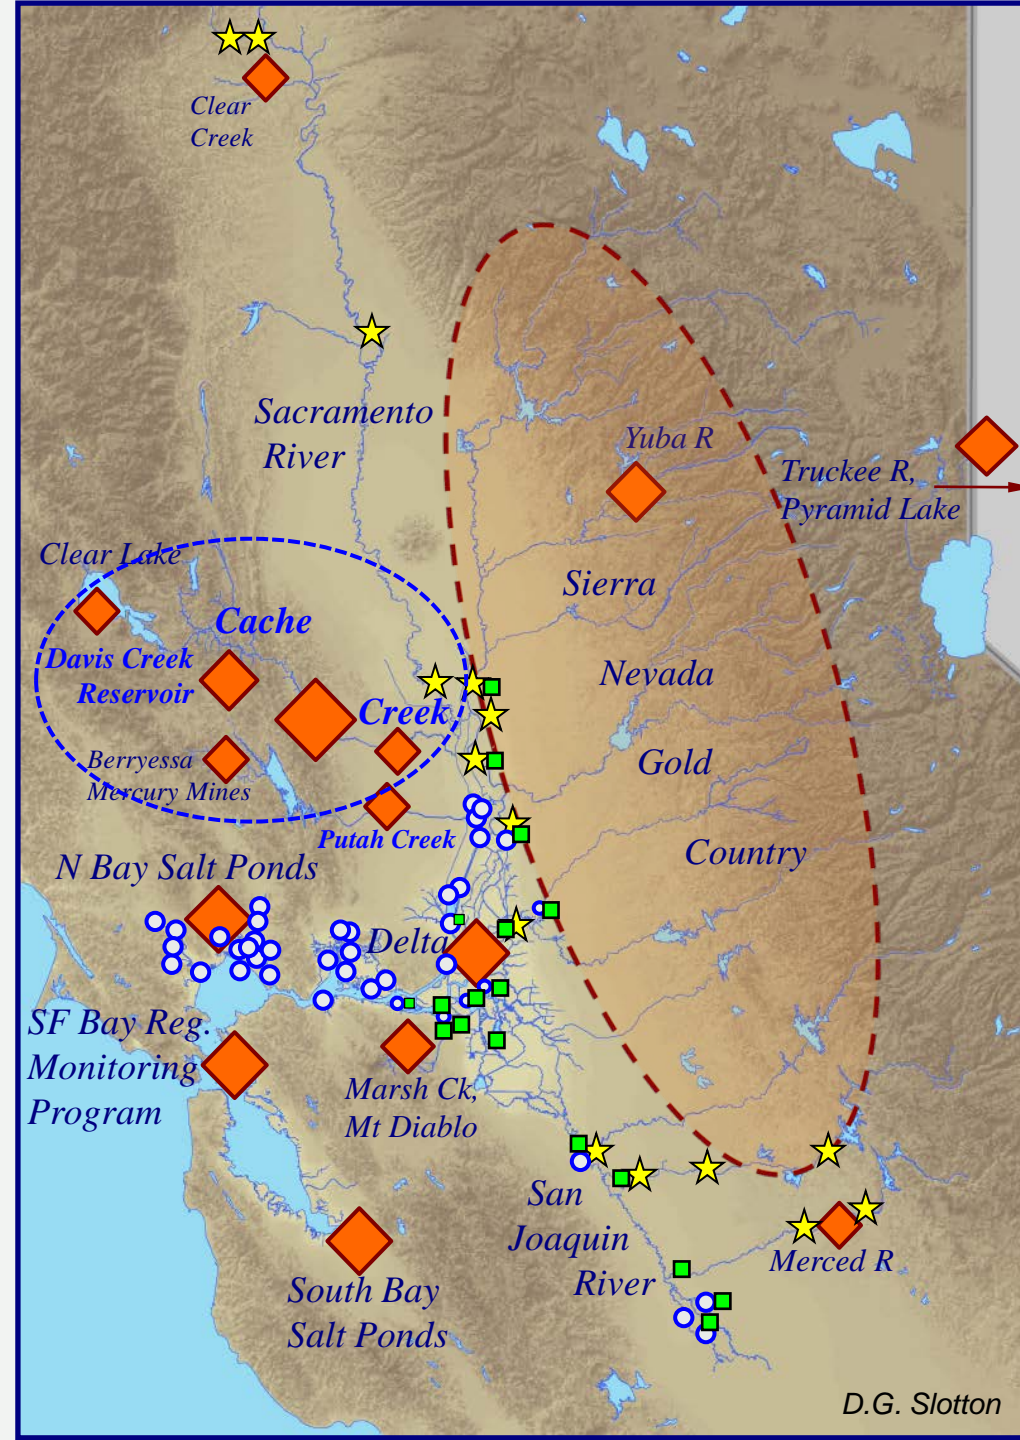 Clear
Creek
Sacramento
River
Yuba R
Truckee R,
Pyramid Lake
Clear Lake
Sierra
Cache
Davis Creek
Reservoir
Nevada
Creek
Berryessa
Mercury Mines
Gold
Putah Creek
Country
N Bay Salt Ponds
Delta
SF Bay Reg.
Monitoring
Program
Marsh Ck,
Mt Diablo
San
Joaquin
River
Merced R
South Bay
Salt Ponds
D.G. Slotton